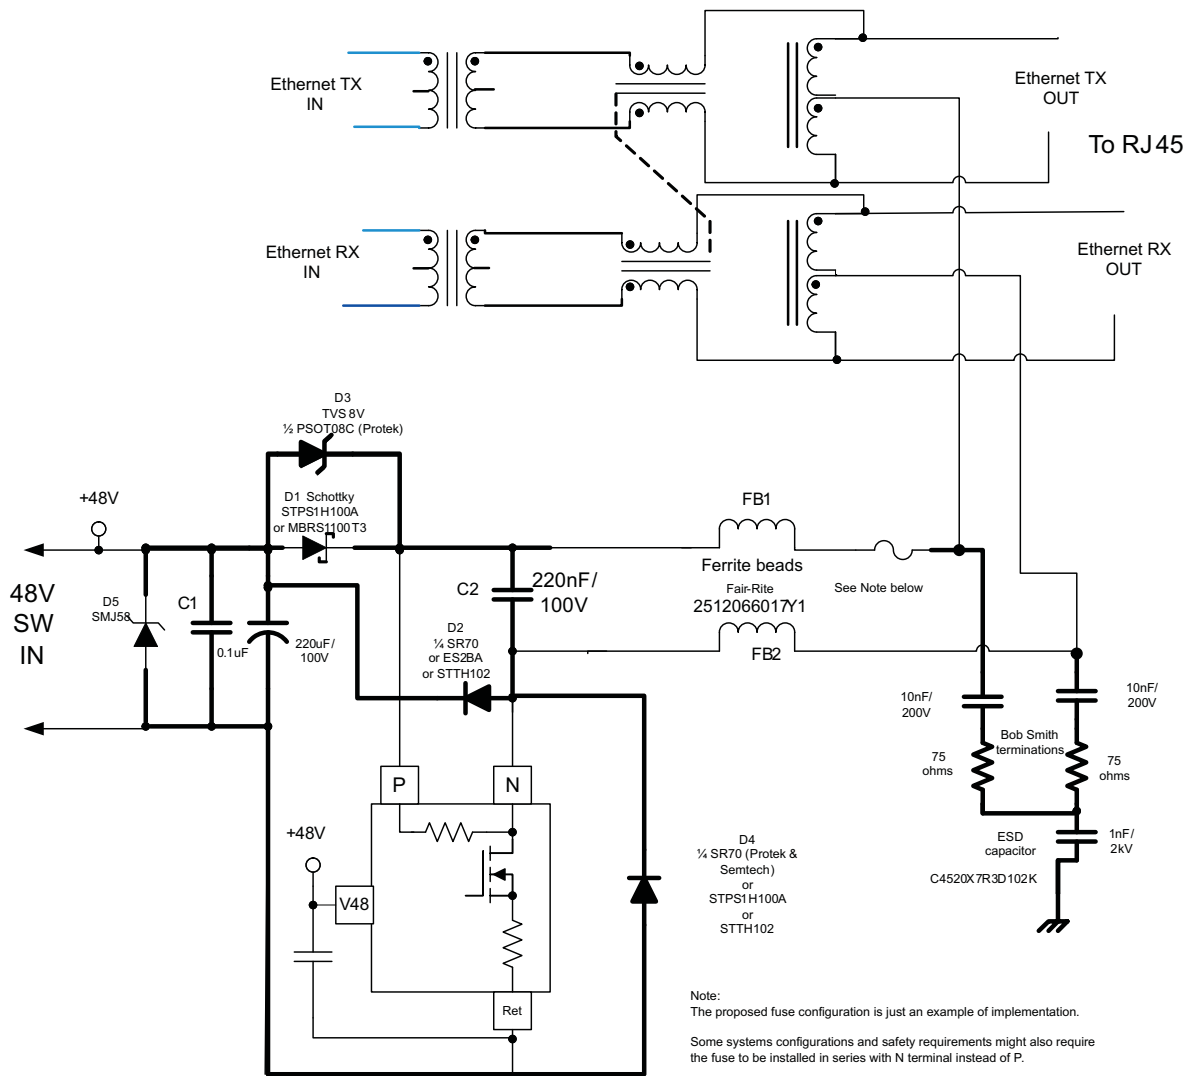 Ethernet TX
IN
Ethernet TX
OUT
To RJ45
Ethernet RX
IN
Ethernet RX
OUT
D3
TVS 8V
½ PSOT08C (Protek)
+48V
D1 Schottky
STPS1H100A
or MBRS1100T3
FB1
Ferrite beads
Fair-Rite
2512066017Y1
FB2
See Note below
48V
SW
IN
D5
SMJ58
C1
0.1uF
220uF/
100V
C2
220nF/
100V
D2
¼ SR70
or ES2BA
or STTH102
10nF/
200V
10nF/
200V
Bob Smith
terminations
75
ohms
75
ohms
P
N
+48V
V48
Ret
D4
¼ SR70 (Protek &
Semtech)
or
STPS1H100A
or
STTH102
ESD
capacitor
1nF/
2kV
C4520X7R3D102K
Note:
The proposed fuse configuration is just an example of implementation.
Some systems configurations and safety requirements might also require
the fuse to be installed in series with N terminal instead of P.